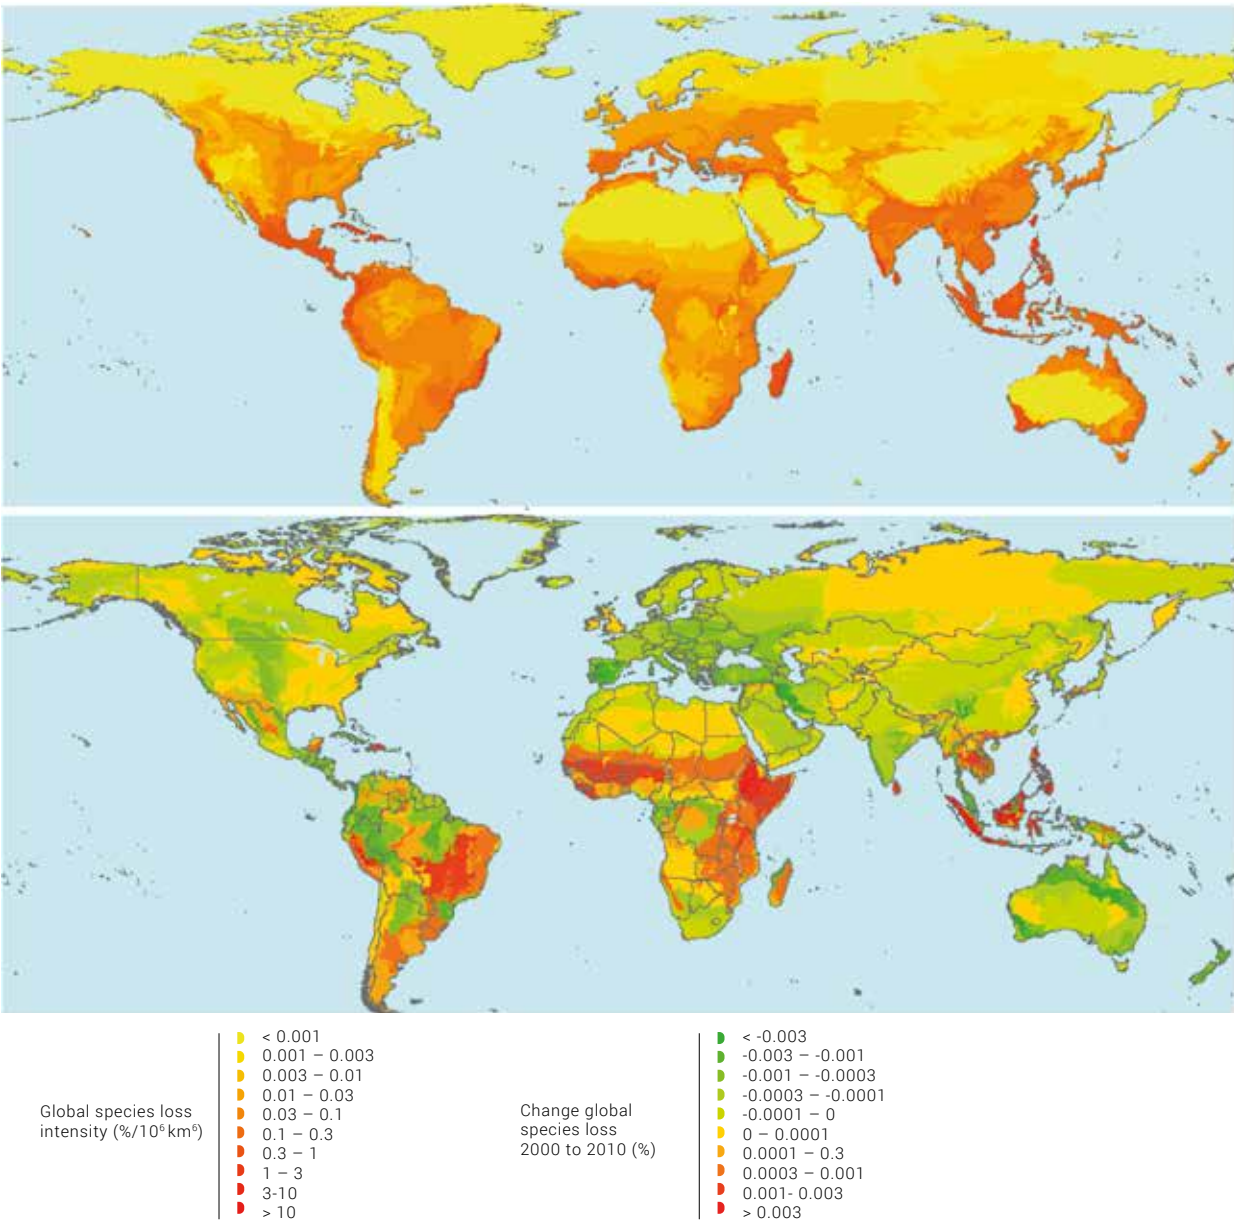 Global species loss
intensity (%/10⁶ km⁶)
< 0.001
0.001 – 0.003
0.003 – 0.01
0.01 – 0.03
0.03 – 0.1
0.1 – 0.3
0.3 – 1
1 – 3
3-10
> 10
Change global
species loss
2000 to 2010 (%)
< -0.003
-0.003 – -0.001
-0.001 – -0.0003
-0.0003 – -0.0001
-0.0001 – 0
0 – 0.0001
0.0001 – 0.3
0.0003 – 0.001
0.001- 0.003
> 0.003